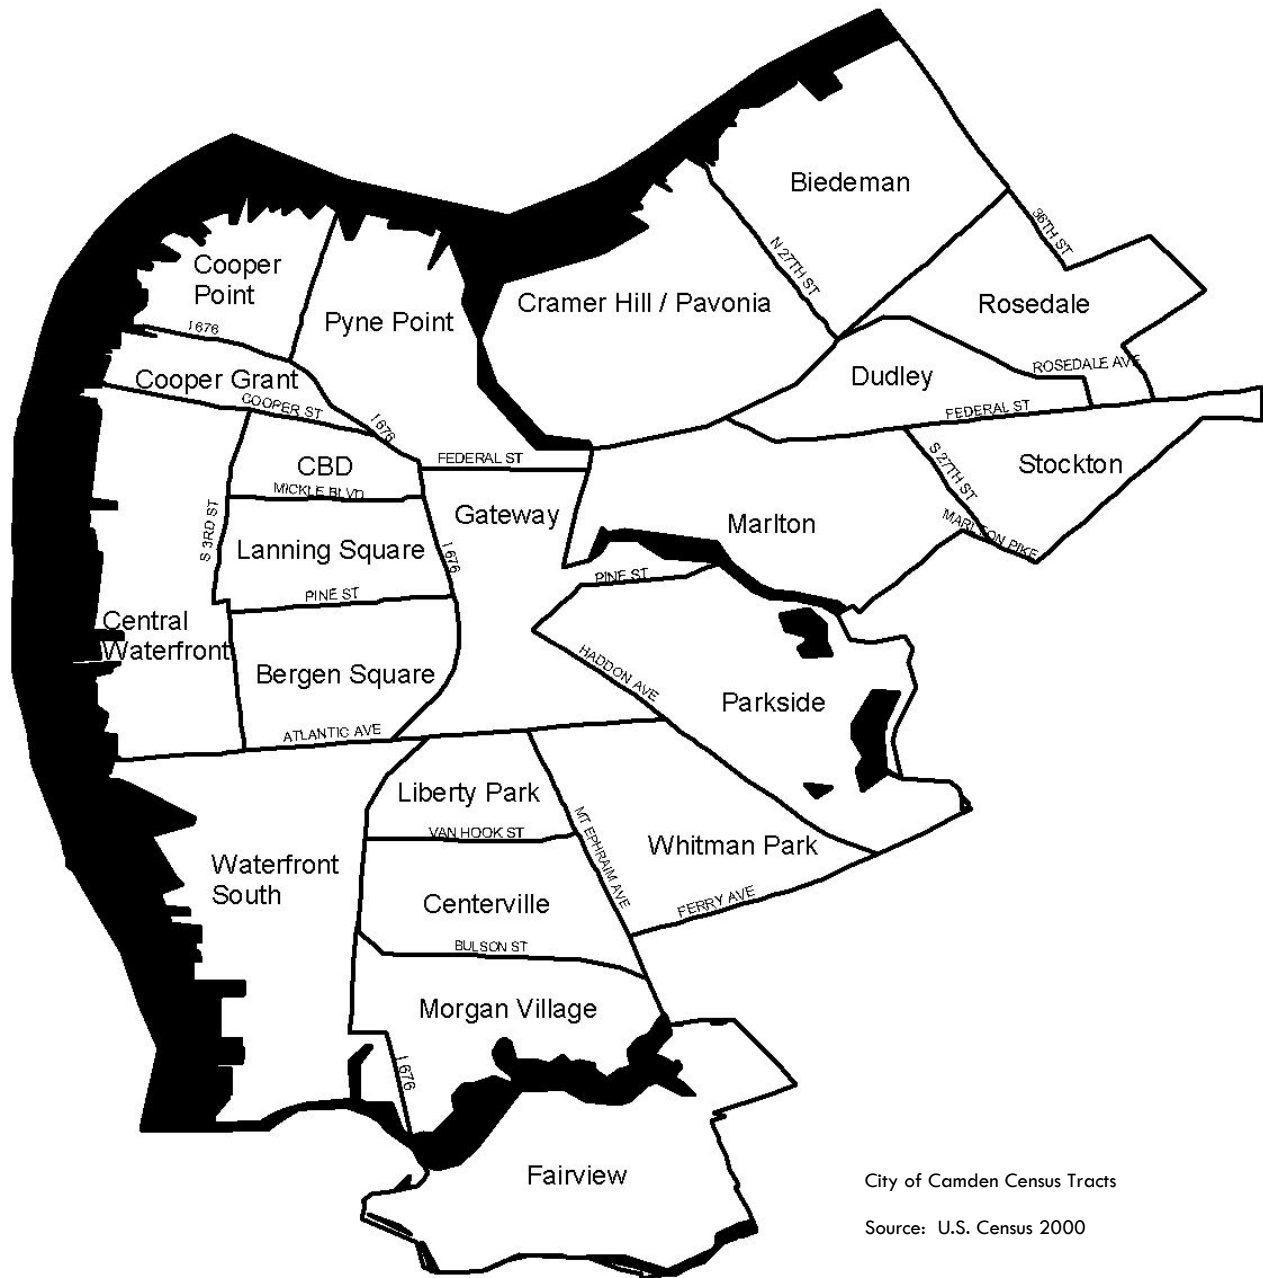 Biedeman
36TH ST
N 27TH ST
Cooper
Point
Cramer Hill / Pavonia
Rosedale
Pyne Point
I 676
ROSEDALE AVE
Cooper Grant
Dudley
COOPER ST
FEDERAL ST
I 676
FEDERAL ST
CBD
S 27TH ST
Stockton
MICKLE BLVD
Gateway
Marlton
MARLTON PIKE
S 3RD ST
Lanning Square
I 676
PINE ST
PINE ST
Central
Waterfront
Bergen Square
HADDON AVE
Parkside
ATLANTIC AVE
Liberty Park
MT EPHRAIM AVE
VAN HOOK ST
Whitman Park
Waterfront
South
Centerville
FERRY AVE
BULSON ST
Morgan Village
I 676
Fairview
City of Camden Census Tracts
Source: U.S. Census 2000